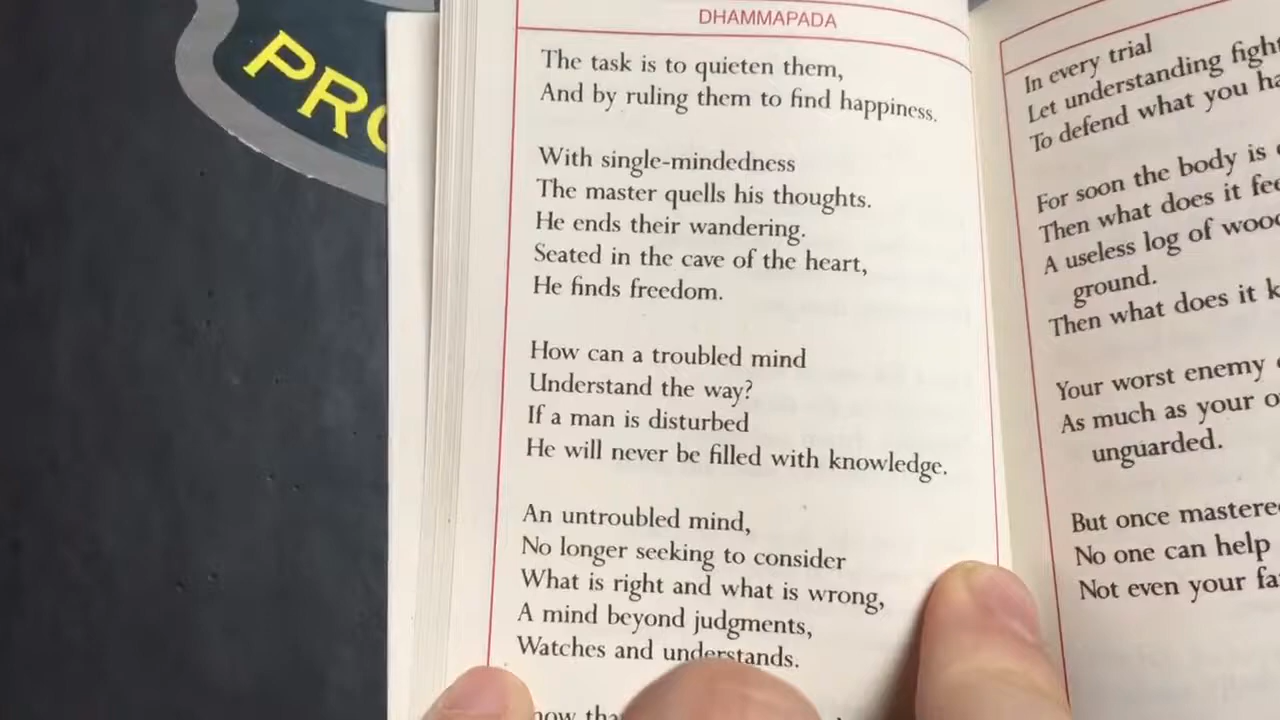 PRO
DHAMMAPADA
The task is to quieten them,
And by ruling them to find happiness.
With single-mindedness
The master quells his thoughts.
He ends their wandering.
Seated in the cave of the heart,
He finds freedom.
How can a troubled mind
Understand the way?
If a man is disturbed
He will never be filled with knowledge.
An untroubled mind,
No longer seeking to consider
What is right and what is wrong,
A mind beyond judgments,
Watches and understands.
In every trial
Let understanding fight
To defend what you
For soon the body is
Then what does it
A useless log of
ground.
Then what does it
Your worst enemy
As much as your
unguarded.
But once
No one can help
Not even your